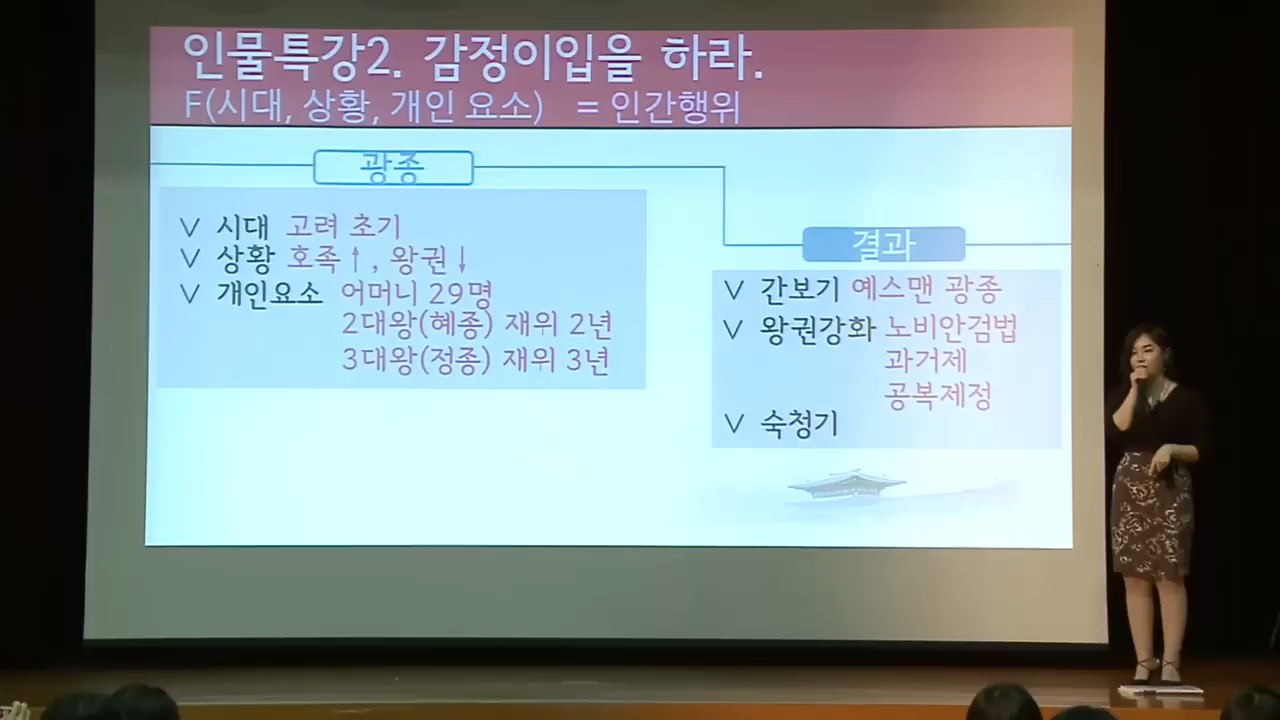 인물특강2. 감정이입을 하라.
F(시대, 상황, 개인 요소) = 인간행위
광종
∨ 시대 고려 초기
∨ 상황 호족↑, 왕권↓
∨ 개인요소 어머니 29명
2대왕(혜종) 재위 2년
3대왕(정종) 재위 3년
결과
∨ 간보기 예스맨 광종
∨ 왕권강화 노비안검법
과거제
공복제정
∨ 숙청기